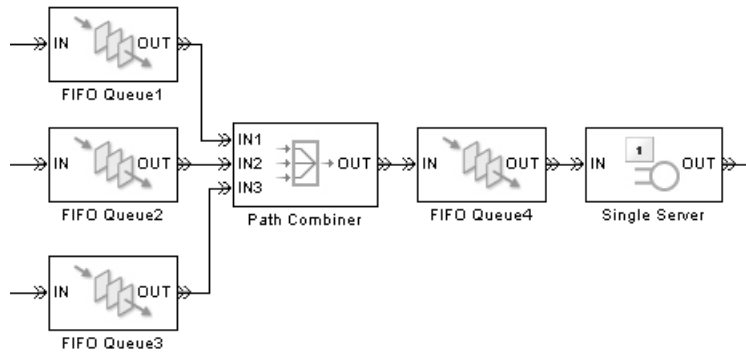 IN OUT
FIFO Queue1
IN OUT
FIFO Queue2
IN OUT
FIFO Queue3
IN1
IN2 OUT
IN3
Path Combiner
IN OUT
FIFO Queue4
1
IN OUT
Single Server